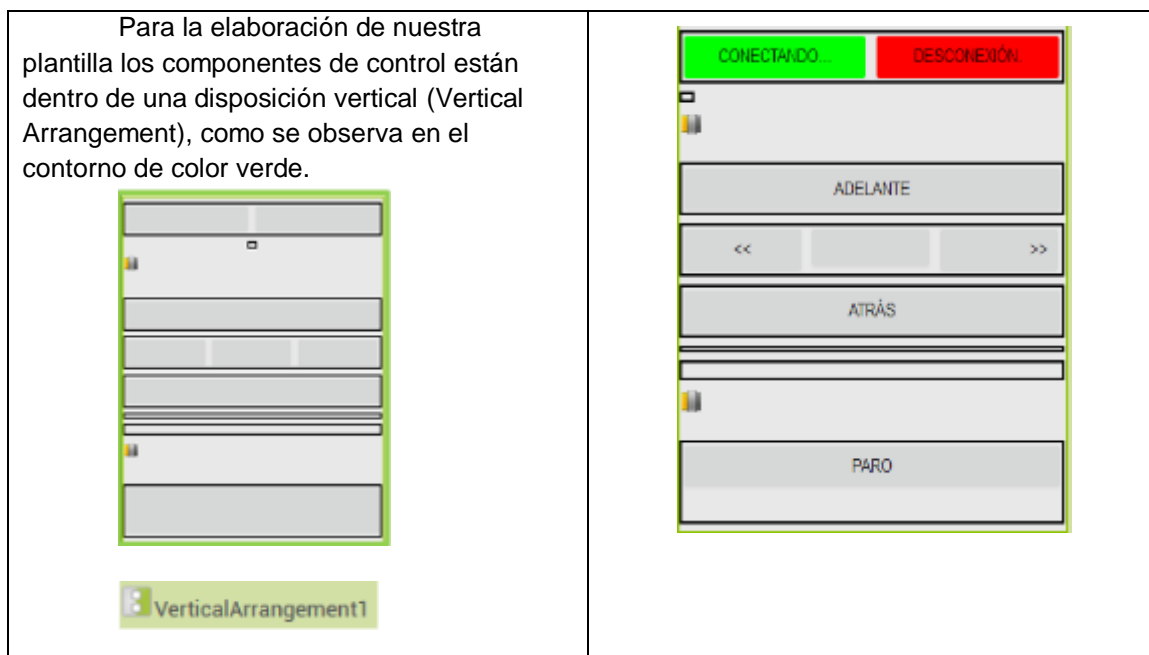 Para la elaboración de nuestra
plantilla los componentes de control están
dentro de una disposición vertical (Vertical
Arrangement), como se observa en el
contorno de color verde.
VerticalArrangement1
CONECTANDO...
DESCONEXIÓN.
ADELANTE
<< >>
ATRÁS
PARO